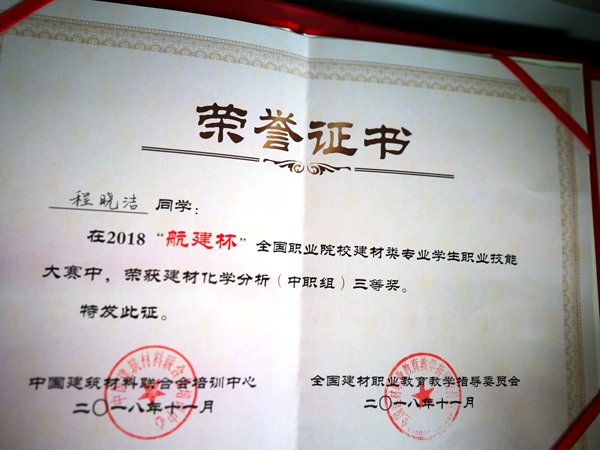 荣誉证书
程晓洁 同学：
在2018“航建杯”全国职业院校建材类专业学生职业技能
大赛中，荣获建材化学分析（中职组）三等奖。
特发此证。
中国建筑材料联合会培训中心
全国建材职业教育教学指导委员会
二〇一八年十一月
二〇一八年十一月